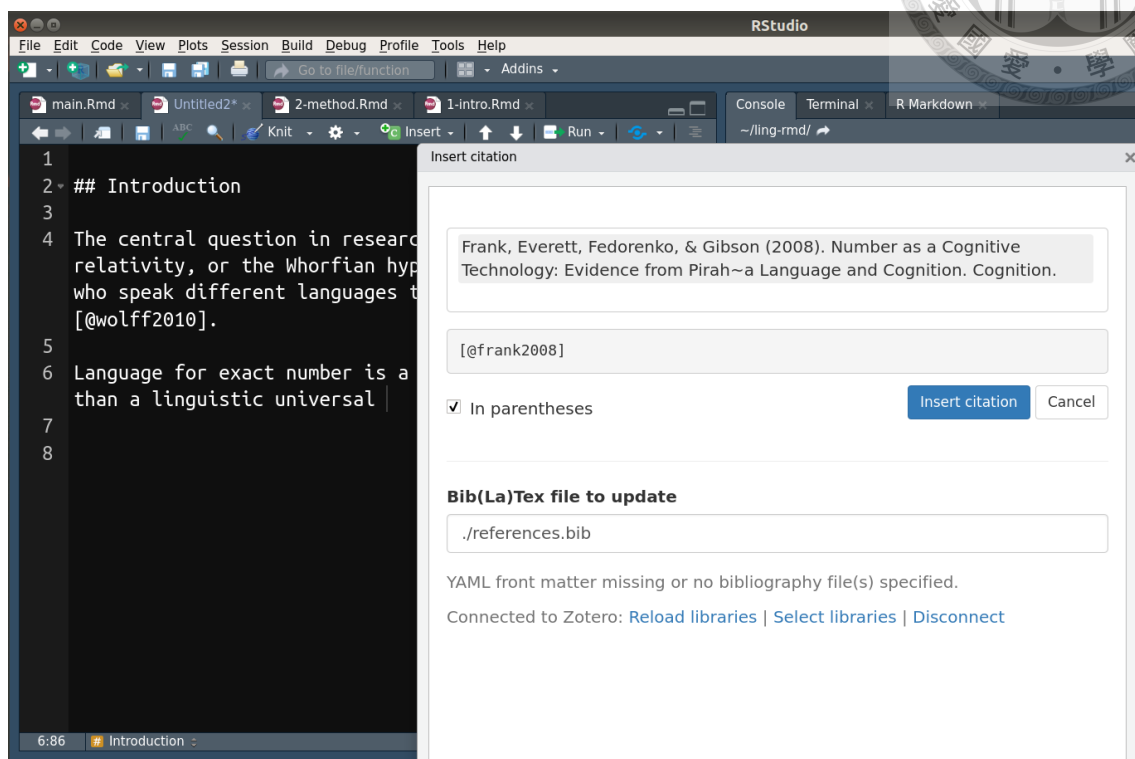 RStudio
File Edit Code View Plots Session Build Debug Profile Tools Help
Go to file/function Addins
main.Rmd Untitled2* 2-method.Rmd 1-intro.Rmd
Console Terminal R Markdown
ABC Knit Insert Run
~/ling-rmd/
1
2 ## Introduction
3
4 The central question in researc
relativity, or the Whorfian hyp
who speak different languages t
[@wolff2010].
5
6 Language for exact number is a
than a linguistic universal
7
8
6:86 # Introduction
Insert citation
Frank, Everett, Fedorenko, & Gibson (2008). Number as a Cognitive
Technology: Evidence from Pirah~a Language and Cognition. Cognition.
[@frank2008]
In parentheses
Insert citation Cancel
Bib(La)Tex file to update
./references.bib
YAML front matter missing or no bibliography file(s) specified.
Connected to Zotero: Reload libraries | Select libraries | Disconnect
國 愛 學